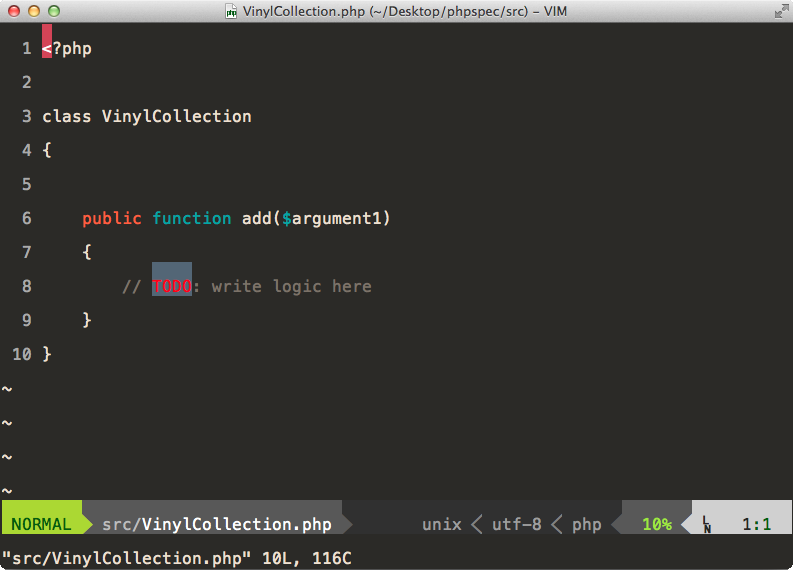 VinylCollection.php (~/Desktop/phpspec/src) – VIM
1 <?php
2
3 class VinylCollection
4 {
5
6     public function add($argument1)
7     {
8         // TODO: write logic here
9     }
10 }
~
~
~
~
NORMAL src/VinylCollection.php unix < utf-8 < php 10% LN 1:1
"src/VinylCollection.php" 10L, 116C